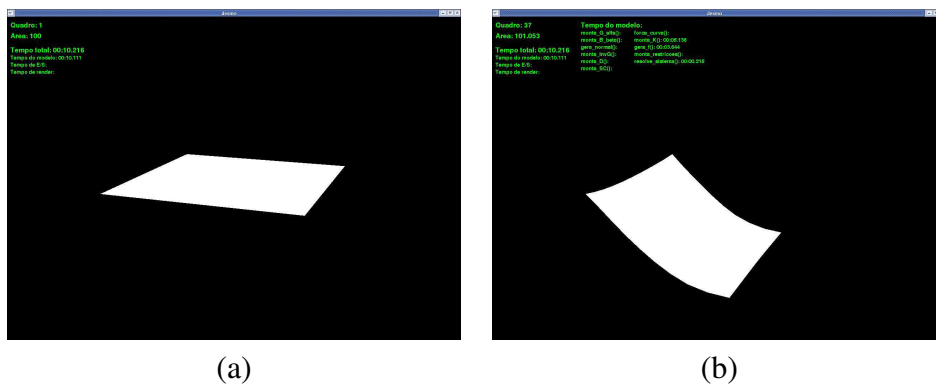 demo
Quadro: 1
Area: 100
Tempo total: 00:10.216
Tempo do modelo: 00:10.111
Tempo de E/S:
Tempo de render:
(a)
demo
Quadro: 37
Area: 101.053
Tempo total: 00:10.216
Tempo do modelo: 00:10.111
Tempo de E/S:
Tempo de render:
Tempo do modelo:
monta_G_alfa(): forca_curva():
monta_B_beta(): monta_K(): 00:06.136
gera_normal(): gera_f(): 00:03.644
monta_InvG(): monta_restricoes():
monta_D(): resolve_sistema(): 00:00.218
monta_SC():
(b)